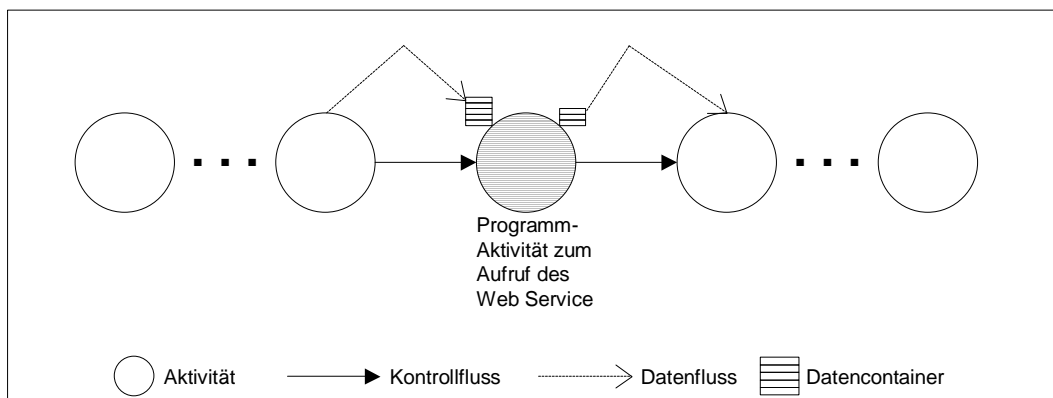 Programm-
Aktivität zum
Aufruf des
Web Service
Aktivität
Kontrollfluss
Datenfluss
Datencontainer